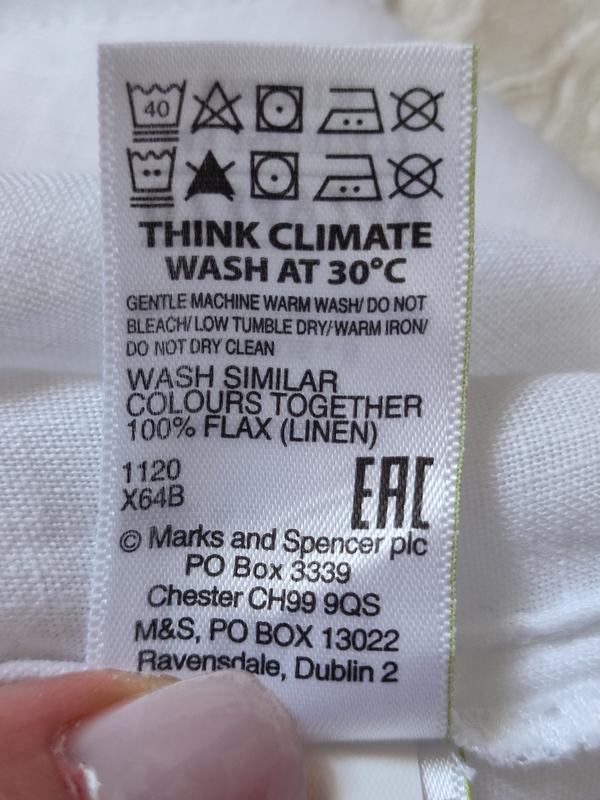 40
THINK CLIMATE
WASH AT 30°C
GENTLE MACHINE WARM WASH/ DO NOT
BLEACH/ LOW TUMBLE DRY/ WARM IRON/
DO NOT DRY CLEAN
WASH SIMILAR
COLOURS TOGETHER
100% FLAX (LINEN)
1120
X64B
EAC
© Marks and Spencer plc
PO Box 3339
Chester CH99 9QS
M&S, PO BOX 13022
Ravensdale, Dublin 2